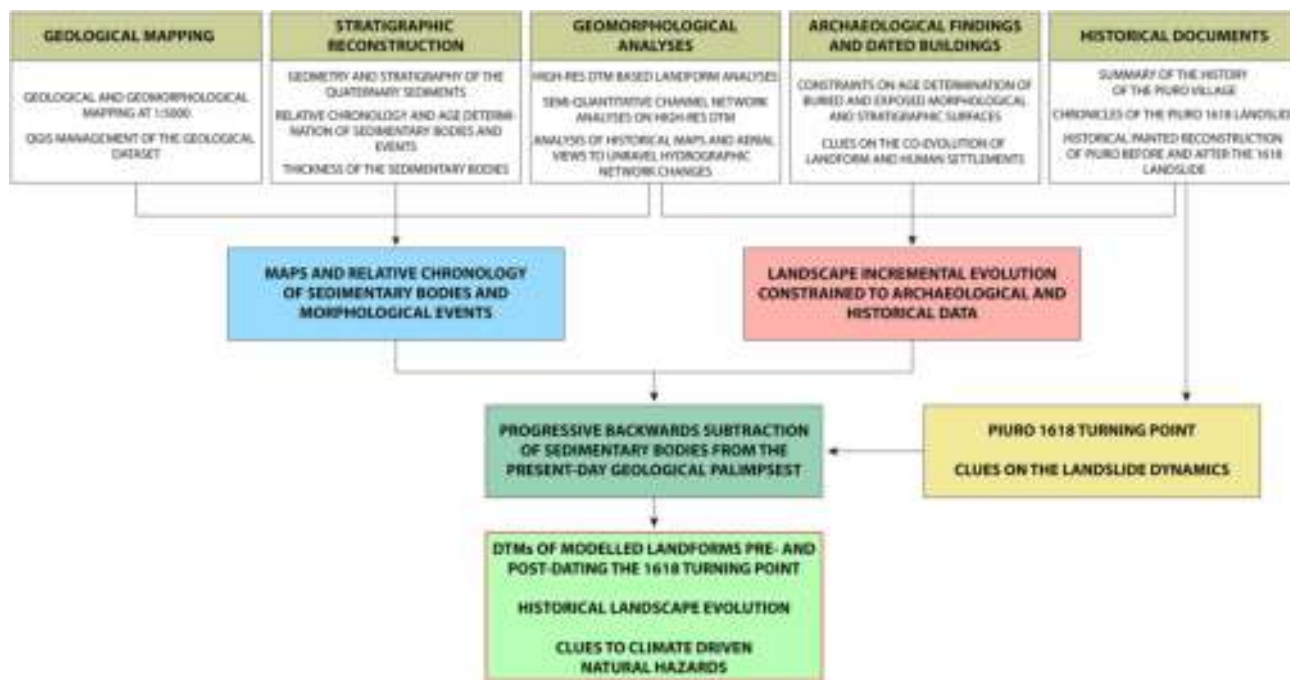 GEOLOGICAL MAPPING
GEOLOGICAL AND GEOMORPHOLOGICAL
MAPPING AT 1:5000
QGIS MANAGEMENT OF THE GEOLOGICAL
DATASET
STRATIGRAPHIC
RECONSTRUCTION
GEOMETRY AND STRATIGRAPHY OF THE
QUATERNARY SEDIMENTS
RELATIVE CHRONOLOGY AND AGE DETERMI-
NATION OF SEDIMENTARY BODIES AND
EVENTS
THICKNESS OF THE SEDIMENTARY BODIES
GEOMORPHOLOGICAL
ANALYSES
HIGH-RES DTM BASED LANDFORM ANALYSES
SEMI-QUANTITATIVE CHANNEL NETWORK
ANALYSES ON HIGH-RES DTM
ANALYSIS OF HISTORICAL MAPS AND AERIAL
VIEWS TO UNRAVEL HYDROGRAPHIC
NETWORK CHANGES
ARCHAEOLOGICAL FINDINGS
AND DATED BUILDINGS
CONSTRAINTS ON AGE DETERMINATION OF
BURIED AND EXPOSED MORPHOLOGICAL
AND STRATIGRAPHIC SURFACES
CLUES ON THE CO-EVOLUTION OF
LANDFORM AND HUMAN SETTLEMENTS
HISTORICAL DOCUMENTS
SUMMARY OF THE HISTORY
OF THE PIURO VILLAGE
CHRONICLES OF THE PIURO 1618 LANDSLIDE
HISTORICAL PAINTED RECONSTRUCTION
OF PIURO BEFORE AND AFTER THE 1618
LANDSLIDE
MAPS AND RELATIVE CHRONOLOGY
OF SEDIMENTARY BODIES AND
MORPHOLOGICAL EVENTS
LANDSCAPE INCREMENTAL EVOLUTION
CONSTRAINED TO ARCHAEOLOGICAL AND
HISTORICAL DATA
PROGRESSIVE BACKWARDS SUBTRACTION
OF SEDIMENTARY BODIES FROM THE
PRESENT-DAY GEOLOGICAL PALIMPSEST
PIURO 1618 TURNING POINT
CLUES ON THE LANDSLIDE DYNAMICS
DTMs OF MODELLED LANDFORMS PRE- AND
POST-DATING THE 1618 TURNING POINT
HISTORICAL LANDSCAPE EVOLUTION
CLUES TO CLIMATE DRIVEN
NATURAL HAZARDS